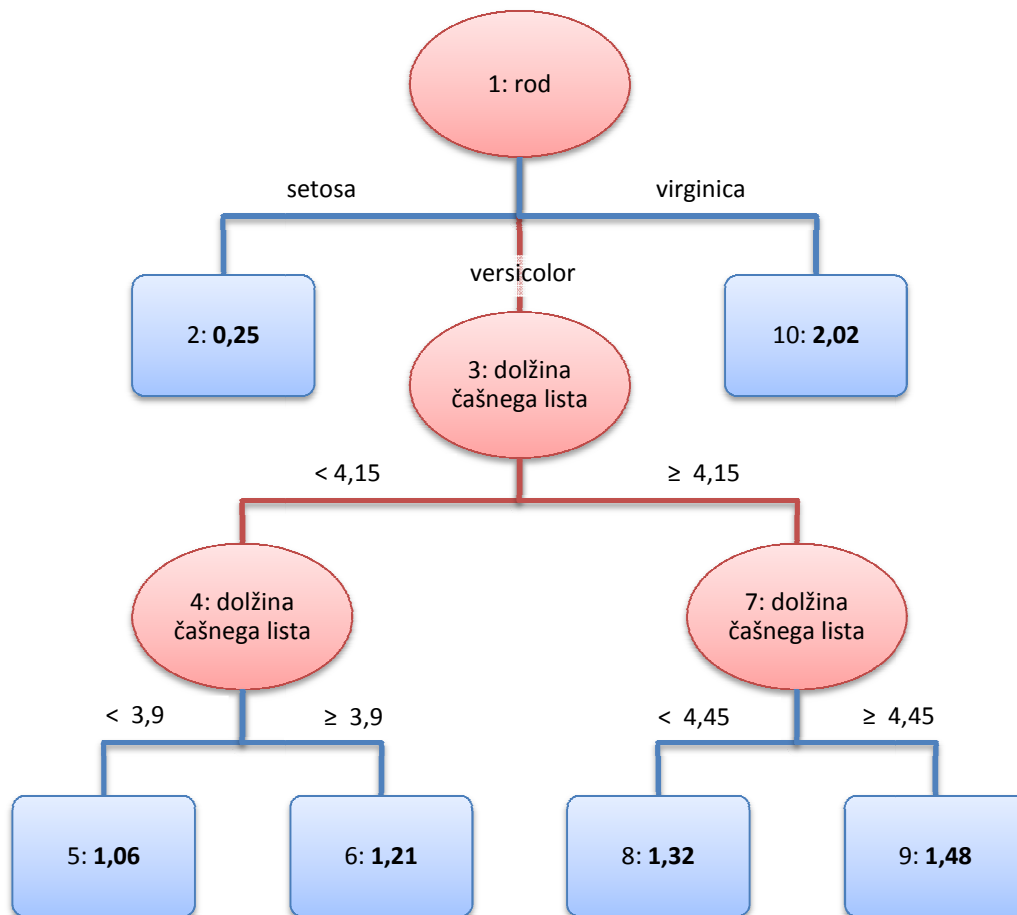 1: rod
setosa
virginica
versicolor
2: 0,25
10: 2,02
3: dolžina
čašnega lista
< 4,15
≥ 4,15
4: dolžina
čašnega lista
7: dolžina
čašnega lista
< 3,9
≥ 3,9
< 4,45
≥ 4,45
5: 1,06
6: 1,21
8: 1,32
9: 1,48